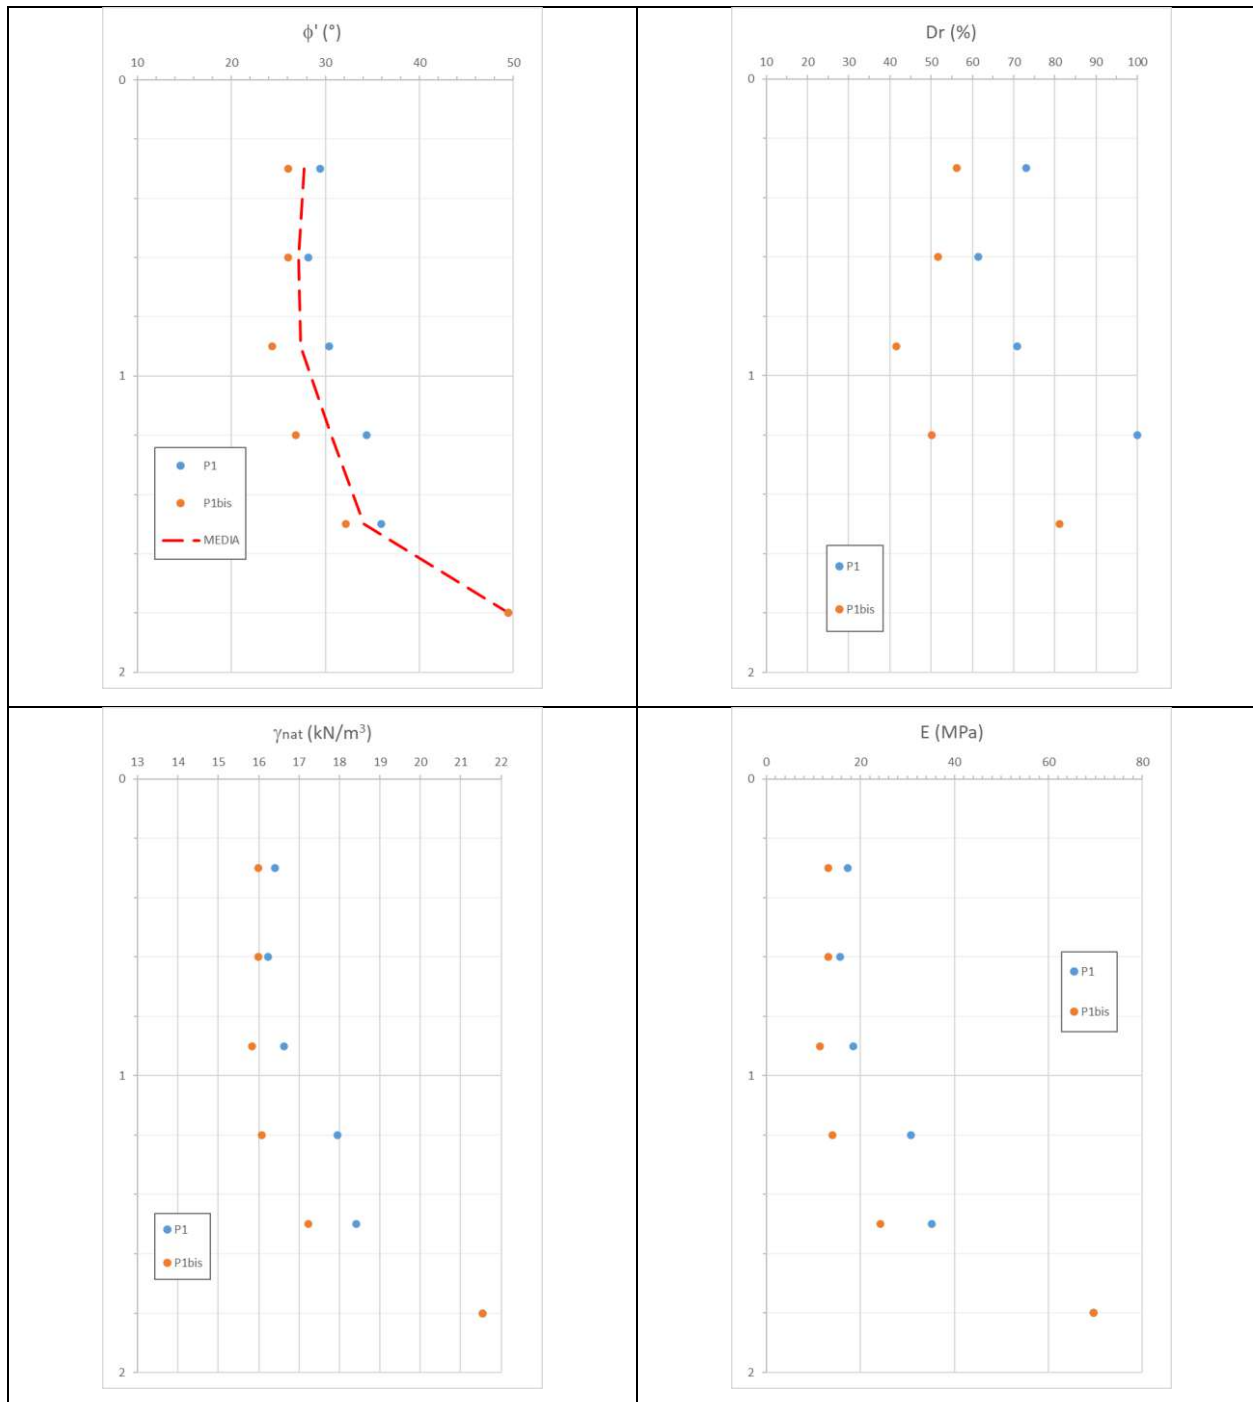 ϕ' (°)
10 20 30 40 50
0
1
2
P1
P1bis
MEDIA
Dr (%)
10 20 30 40 50 60 70 80 90 100
0
1
2
P1
P1bis
γnat (kN/m³)
13 14 15 16 17 18 19 20 21 22
0
1
2
P1
P1bis
E (MPa)
0 20 40 60 80
0
1
2
P1
P1bis